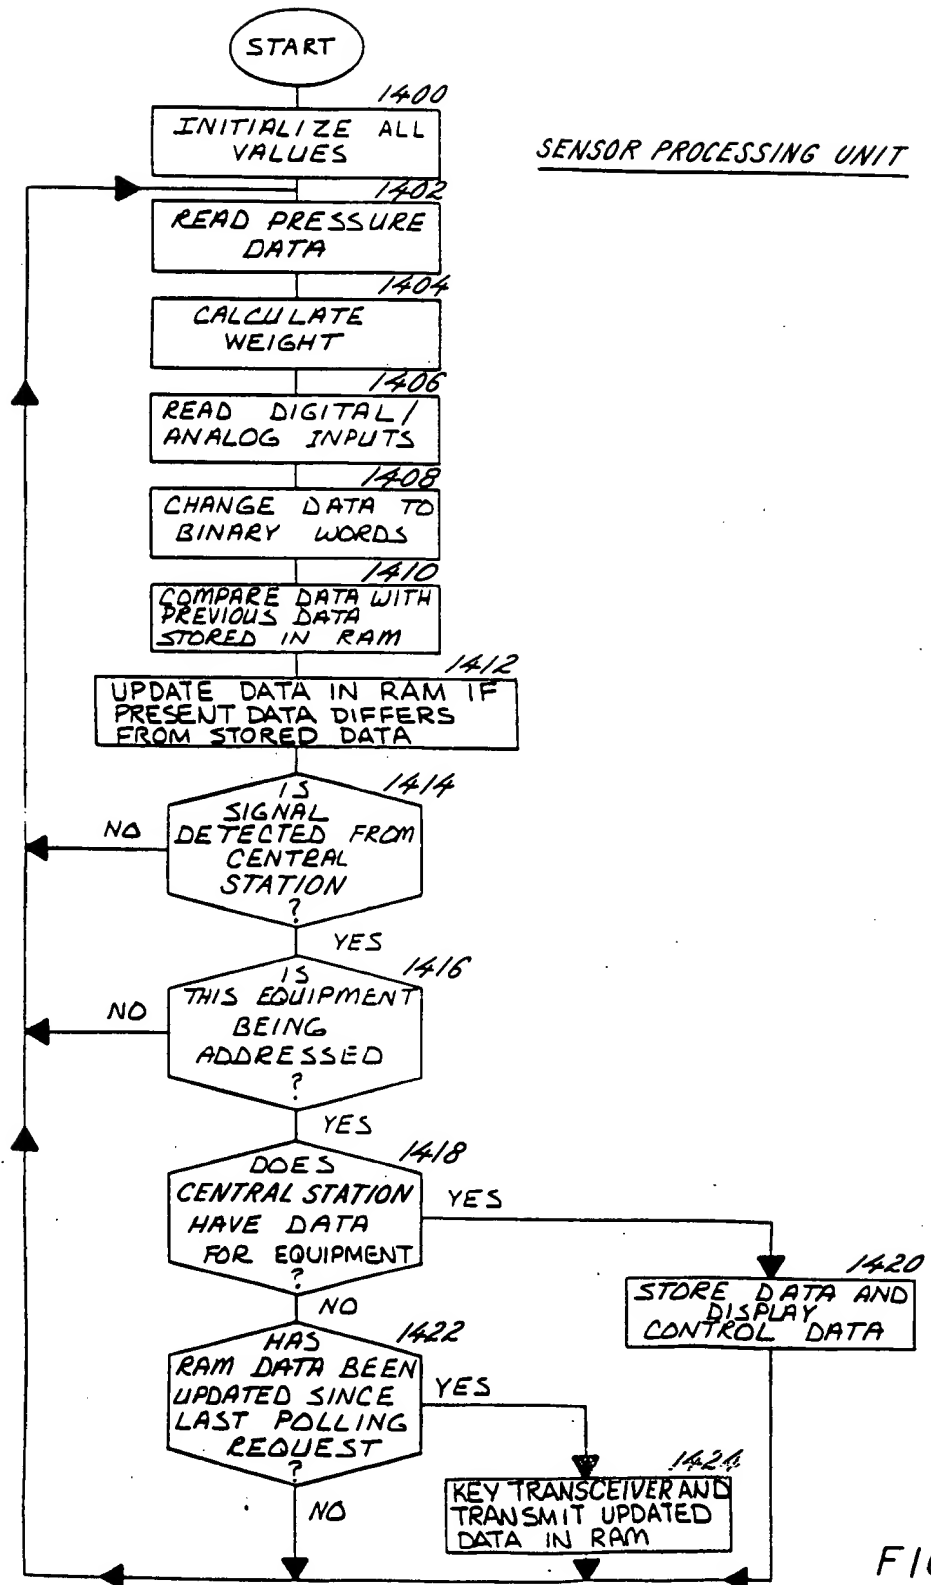 START
1400
INITIALIZE ALL
VALUES
SENSOR PROCESSING UNIT
1402
READ PRESSURE
DATA
1404
CALCULATE
WEIGHT
1406
READ DIGITAL/
ANALOG INPUTS
1408
CHANGE DATA TO
BINARY WORDS
1410
COMPARE DATA WITH
PREVIOUS DATA
STORED IN RAM
1412
UPDATE DATA IN RAM IF
PRESENT DATA DIFFERS
FROM STORED DATA
1414
IS
SIGNAL
DETECTED FROM
CENTRAL
STATION
?
NO
YES
1416
IS
THIS EQUIPMENT
BEING
ADDRESSED
?
NO
YES
1418
DOES
CENTRAL STATION
HAVE DATA
FOR EQUIPMENT
?
YES
NO
1420
STORE DATA AND
DISPLAY
CONTROL DATA
1422
HAS
RAM DATA BEEN
UPDATED SINCE
LAST POLLING
REQUEST
?
YES
NO
1424
KEY TRANSCEIVER AND
TRANSMIT UPDATED
DATA IN RAM